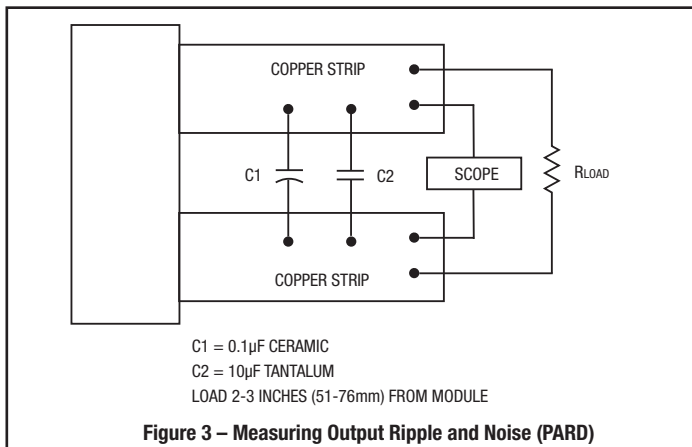 COPPER STRIP
C1
C2
SCOPE
RLOAD
COPPER STRIP
C1 = 0.1µF CERAMIC
C2 = 10µF TANTALUM
LOAD 2-3 INCHES (51-76mm) FROM MODULE
Figure 3 – Measuring Output Ripple and Noise (PARD)